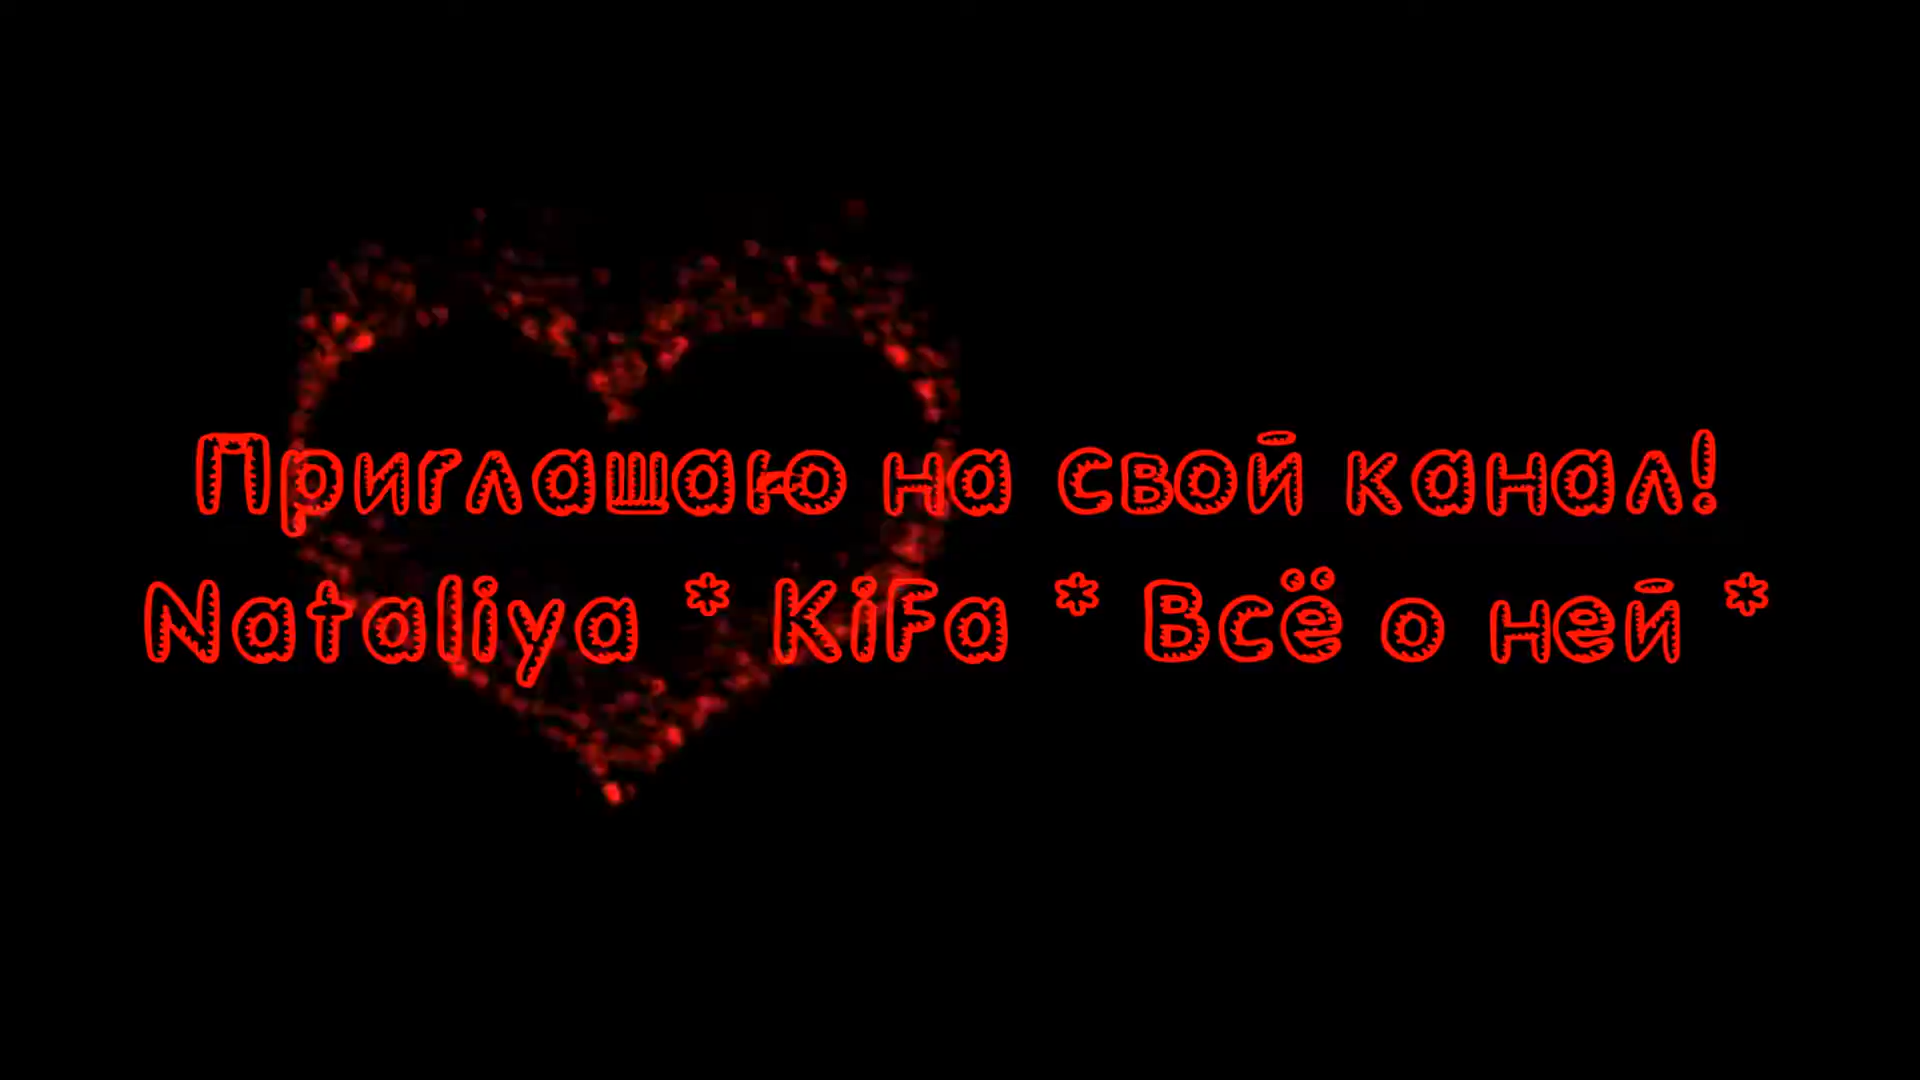 Приглашаю на свой канал!
Nataliya * KiFa * Всё о ней *